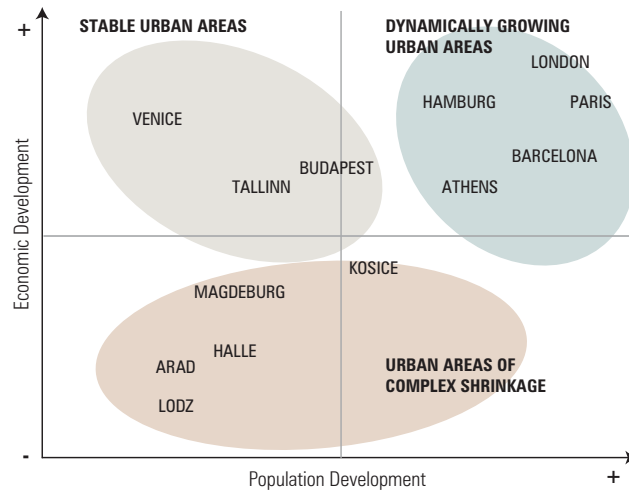 +
STABLE URBAN AREAS
DYNAMICALLY GROWING
URBAN AREAS
LONDON
VENICE
HAMBURG
PARIS
BUDAPEST
BARCELONA
TALLINN
ATHENS
Economic Development
KOSICE
MAGDEBURG
HALLE
ARAD
URBAN AREAS OF
COMPLEX SHRINKAGE
LODZ
-
Population Development
+